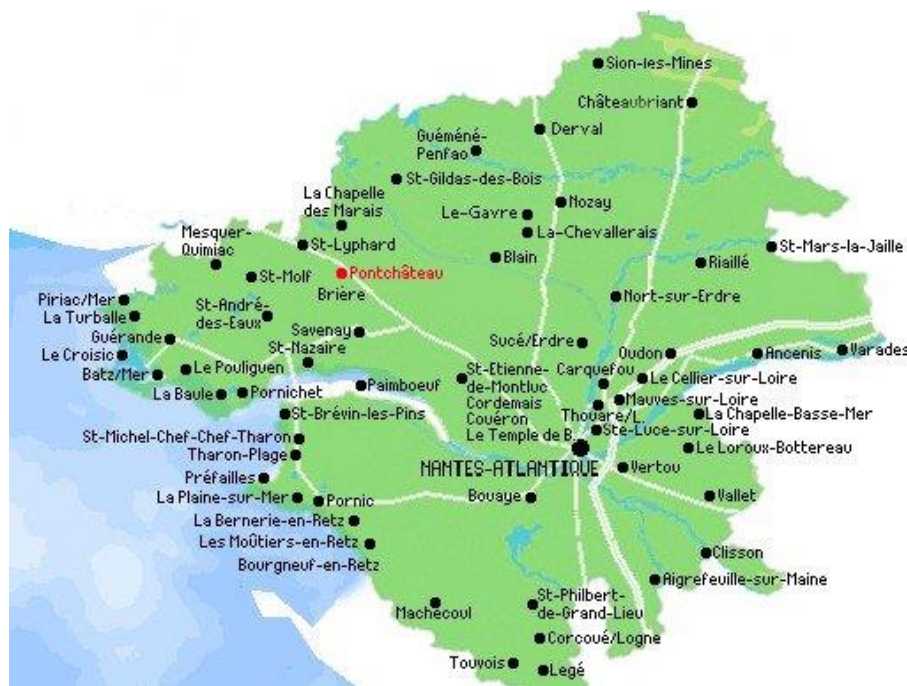 Sion-les-Mines
Châteaubriant
Derval
Guéméné-
Penfao
St-Gildas-des-Bois
La Chapelle
des Marais
Nozay
Le-Gavre
La-Chevallerais
Mesquer-
Quimiac
St-Lyphard
St-Mars-la-Jaille
Blain
Riaillé
St-Molf
Pontchâteau
Brière
Nort-sur-Erdre
Piriac/Mer
La Turballe
St-André-
des-Eaux
Guérande
Savenay
Sucé/Erdre
St-Nazaire
Oudon
Ancenis
Varades
Le Croisic
Batz/Mer
Le Pouliguen
St-Etienne-
de-Montluc
Carquefou
Le Cellier-sur-Loire
La Baule
Pornichet
Paimboeuf
Cordemais
Mauves-sur-Loire
St-Brévin-les-Pins
Couëron
Thouaré/L
La Chapelle-Basse-Mer
Le Temple de B.
Ste-Luce-sur-Loire
St-Michel-Chef-Chef-Tharon
Tharon-Plage
Le Loroux-Bottereau
NANTES-ATLANTIQUE
Vertou
Préfailles
La Plaine-sur-Mer
Pornic
Bouaye
Vallet
La Bernerie-en-Retz
Les Moûtiers-en-Retz
Bourgneuf-en-Retz
Clisson
Aigrefeuille-sur-Maine
Machecoul
St-Philbert-
de-Grand-Lieu
Corcoué/Logne
Touvois
Legé